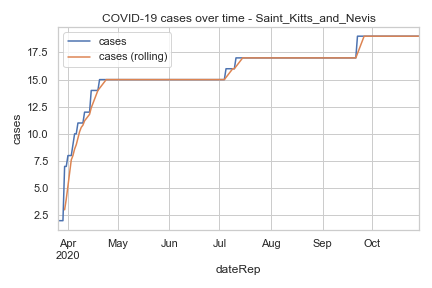 COVID-19 cases over time - Saint_Kitts_and_Nevis
cases
cases (rolling)
17.5
15.0
12.5
10.0
7.5
5.0
2.5
cases
Apr May Jun Jul Aug Sep Oct
2020
dateRep